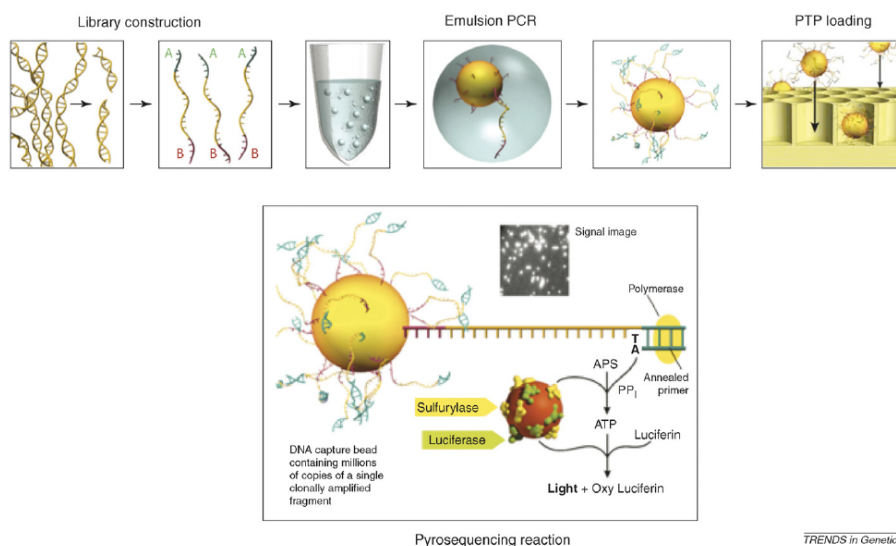 Library construction
Emulsion PCR
PTP loading
A A A
B B B
Signal image
Polymerase
T
A
Annealed
primer
APS
PPI
Sulfurylase
ATP
Luciferin
Luciferase
DNA capture bead
containing millions
of copies of a single
clonally amplified
fragment
Light + Oxy Luciferin
Pyrosequencing reaction
TRENDS in Genetic